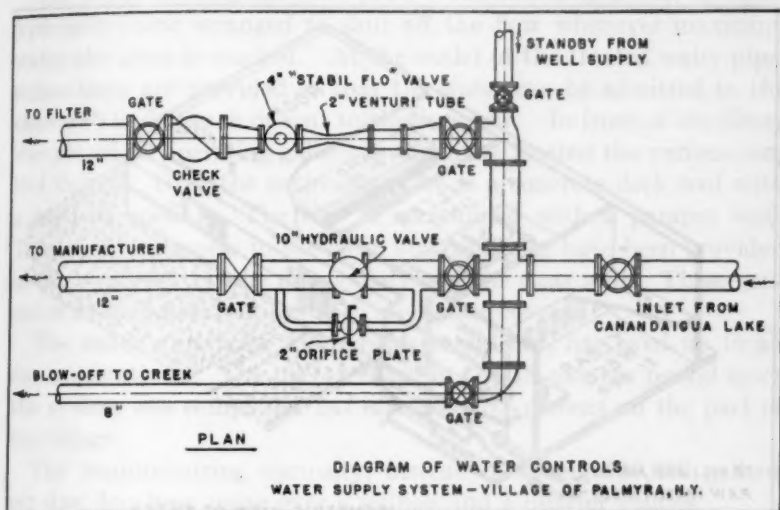 STANDBY FROM
WELL SUPPLY
4" "STABIL FLO" VALVE
2" VENTURI TUBE
GATE
GATE
TO FILTER
12"
CHECK
VALVE
GATE
10" HYDRAULIC VALVE
TO MANUFACTURER
12"
GATE
GATE
INLET FROM
CANANDAIGUA LAKE
2" ORIFICE PLATE
BLOW-OFF TO CREEK
8"
GATE
PLAN
DIAGRAM OF WATER CONTROLS
WATER SUPPLY SYSTEM—VILLAGE OF PALMYRA, N.Y.